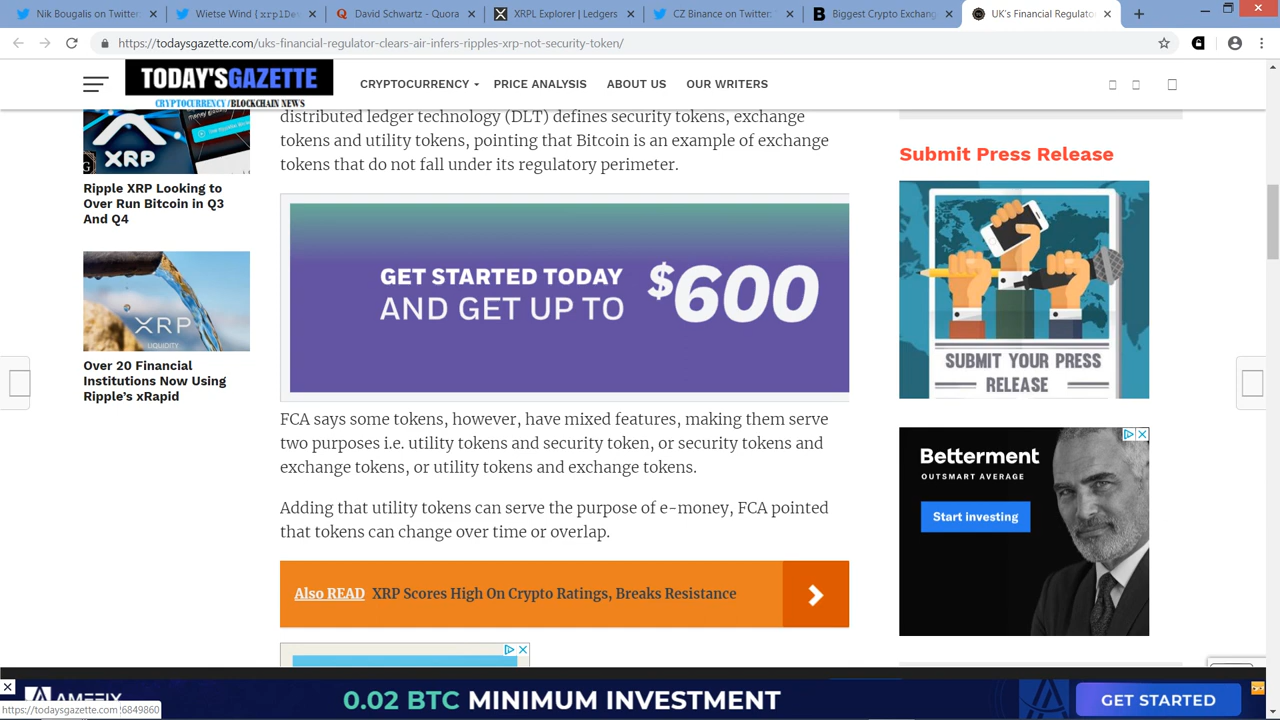 Nik Bougalis on Twitter
Wietse Wind (
David Schwartz - Quora
XRPL Explorer | Ledgers
CZ Binance on Twitter:
Biggest Crypto Exchang
UK's Financial Regulato
https://todaysgazette.com/uks-financial-regulator-clears-air-infers-ripples-xrp-not-security-token/
TODAY'SGAZETTE
CRYPTOCURRENCY / BLOCKCHAIN NEWS
CRYPTOCURRENCY
PRICE ANALYSIS
ABOUT US
OUR WRITERS
XRP
Ripple XRP Looking to
Over Run Bitcoin in Q3
And Q4
XRP
LIQUIDITY
Over 20 Financial
Institutions Now Using
Ripple's xRapid
distributed ledger technology (DLT) defines security tokens, exchange
tokens and utility tokens, pointing that Bitcoin is an example of exchange
tokens that do not fall under its regulatory perimeter.
GET STARTED TODAY
AND GET UP TO
$600
FCA says some tokens, however, have mixed features, making them serve
two purposes i.e. utility tokens and security token, or security tokens and
exchange tokens, or utility tokens and exchange tokens.
Adding that utility tokens can serve the purpose of e-money, FCA pointed
that tokens can change over time or overlap.
Also READ XRP Scores High On Crypto Ratings, Breaks Resistance
Submit Press Release
SUBMIT YOUR PRESS
RELEASE
Betterment
OUTSMART AVERAGE
Start investing
0.02 BTC MINIMUM INVESTMENT
GET STARTED
https://todaysgazette.com